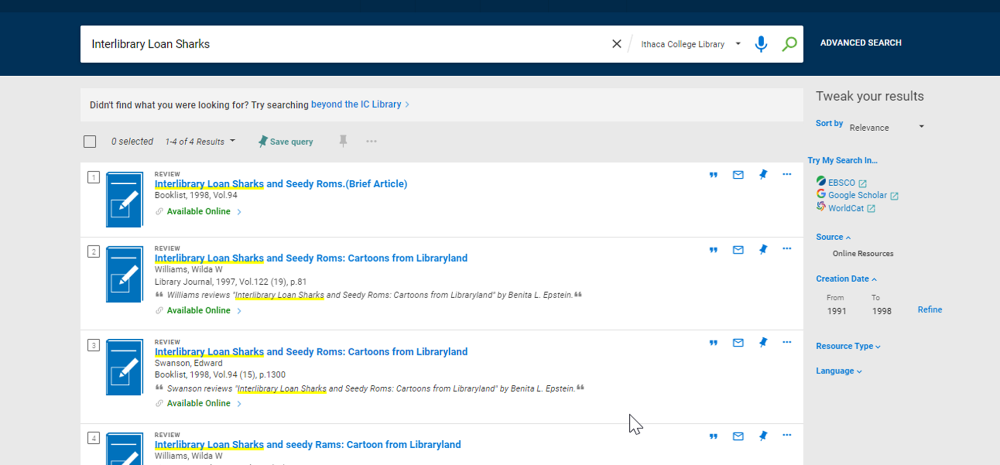 Interlibrary Loan Sharks
Ithaca College Library
ADVANCED SEARCH
Didn't find what you were looking for? Try searching beyond the IC Library
0 selected 1-4 of 4 Results Save query
1
REVIEW
Interlibrary Loan Sharks and Seedy Roms.(Brief Article)
Booklist, 1998, Vol.94
Available Online
2
REVIEW
Interlibrary Loan Sharks and Seedy Roms: Cartoons from Libraryland
Williams, Wilda W
Library Journal, 1997, Vol.122 (19), p.81
❝ Williams reviews "Interlibrary Loan Sharks and Seedy Roms: Cartoons from Libraryland" by Benita L. Epstein.❝
Available Online
3
REVIEW
Interlibrary Loan Sharks and Seedy Roms: Cartoons from Libraryland
Swanson, Edward
Booklist, 1998, Vol.94 (15), p.1300
❝ Swanson reviews "Interlibrary Loan Sharks and Seedy Roms: Cartoons from Libraryland" by Benita L. Epstein.❝
Available Online
4
REVIEW
Interlibrary Loan Sharks and seedy Rams: Cartoon from Libraryland
Williams, Wilda W
Tweak your results
Sort by Relevance
Try My Search In...
EBSCO
Google Scholar
WorldCat
Source
Online Resources
Creation Date
From To
1991 1998 Refine
Resource Type
Language